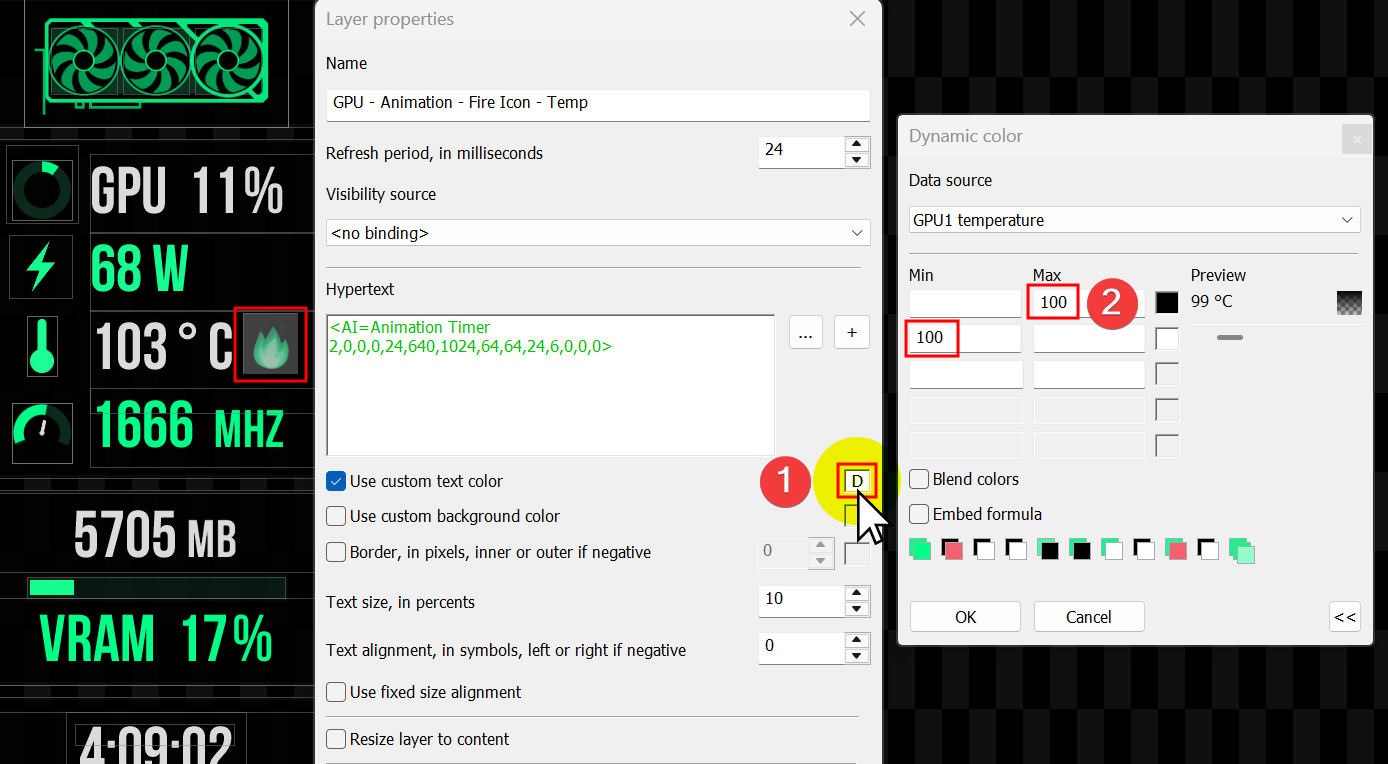 GPU 11%
68 W
103°C
1666 MHZ
5705 MB
VRAM 17%
4:09:02
Layer properties
Name
GPU - Animation - Fire Icon - Temp
Refresh period, in milliseconds
24
Visibility source
<no binding>
Hypertext
<AI=Animation Timer
2,0,0,0,24,640,1024,64,64,24,6,0,0,0>
...
+
Use custom text color
1
D
Use custom background color
Border, in pixels, inner or outer if negative
0
Text size, in percents
10
Text alignment, in symbols, left or right if negative
0
Use fixed size alignment
Resize layer to content
Dynamic color
Data source
GPU1 temperature
Min
Max
Preview
100
2
99 °C
100
Blend colors
Embed formula
OK
Cancel
<<